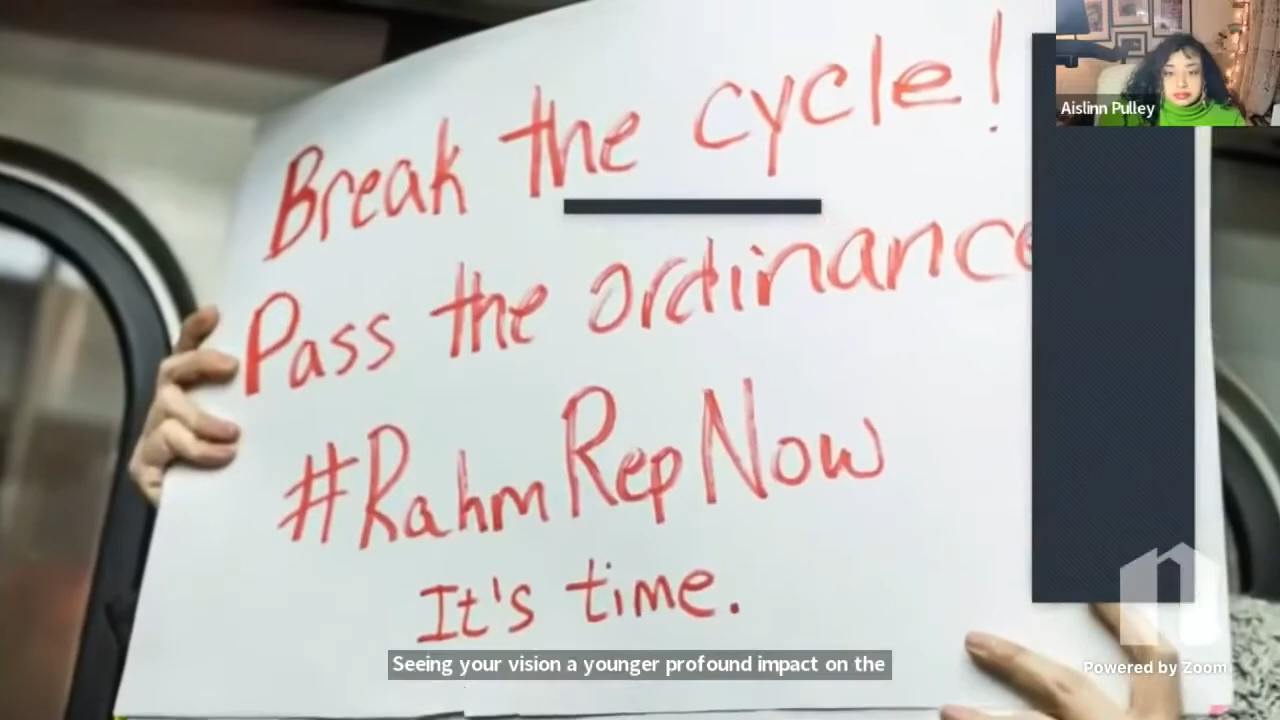 Aislinn Pulley
Break the cycle!
Pass the ordinance
#RahmRepNow
It's time.
Seeing your vision a younger profound impact on the
Powered by Zoom